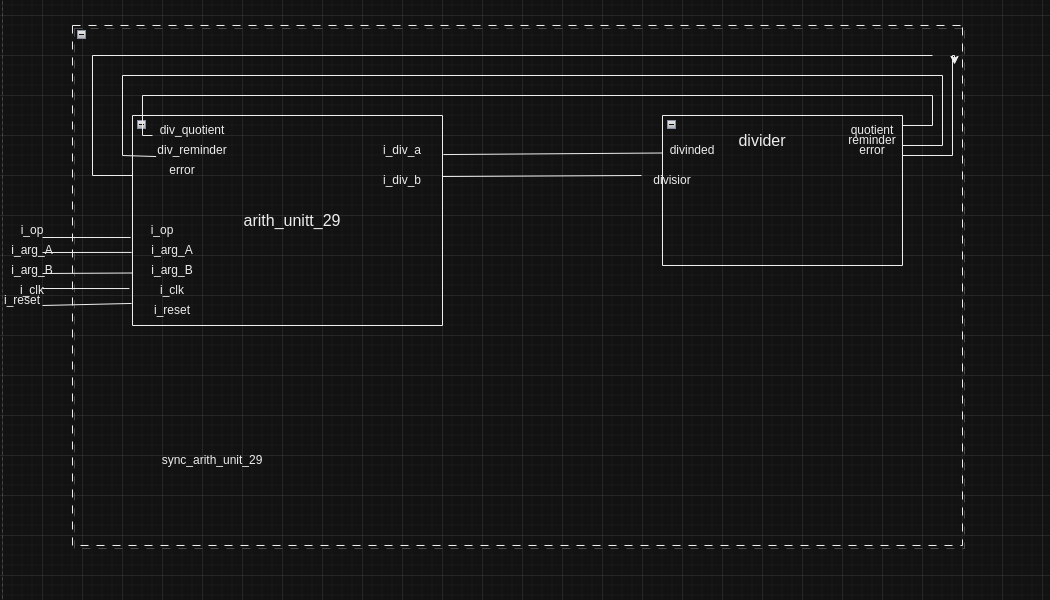 div_quotient
div_reminder
error
i_div_a
i_div_b
arith_unitt_29
i_op
i_arg_A
i_arg_B
i_clk
i_reset
i_op
i_arg_A
i_arg_B
i_clk
i_reset
divinded
divisior
divider
quotient
reminder
error
sync_arith_unit_29